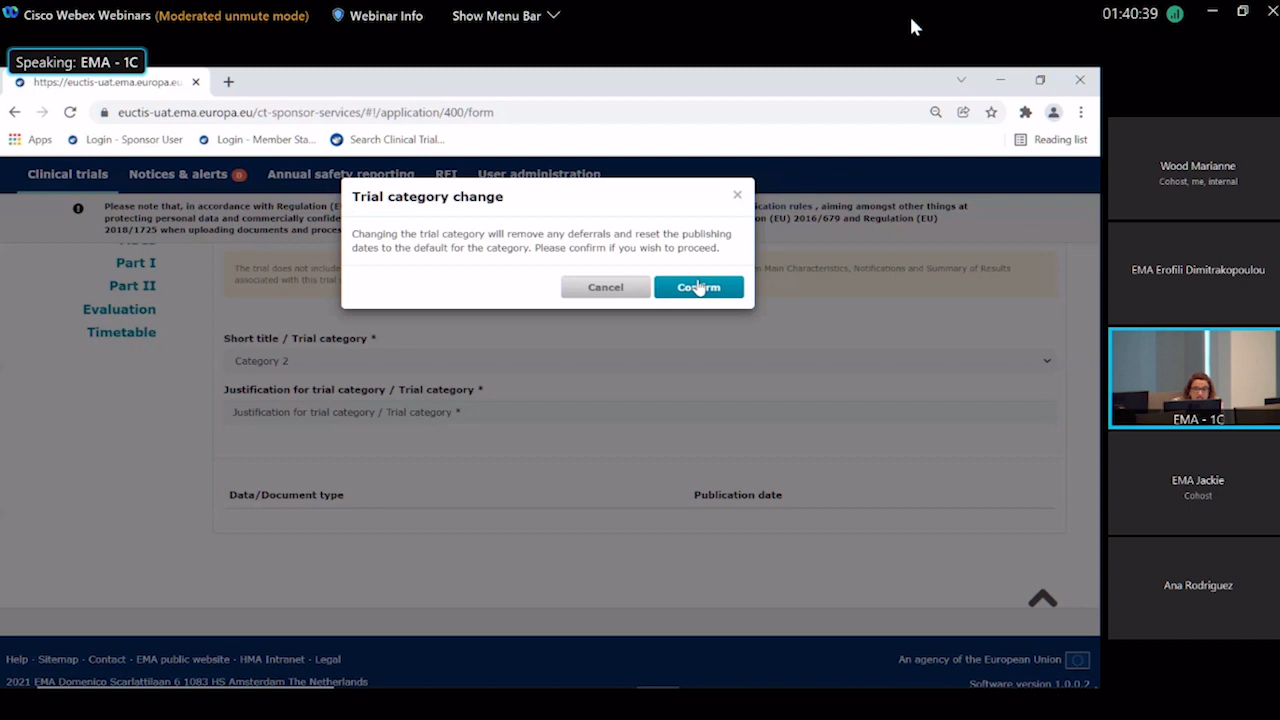 Cisco Webex Webinars (Moderated unmute mode)
Webinar Info
Show Menu Bar
01:40:39
Speaking: EMA - 1C
https://euctis-uat.ema.europa.eu
euctis-uat.ema.europa.eu/ct-sponsor-services/#!/application/400/form
Apps
Login - Sponsor User
Login - Member Sta...
Search Clinical Trial...
Reading list
Clinical trials
Notices & alerts 0
Annual safety reporting
RFI
User administration
Please note that, in accordance with Regulation (E
ication rules , aiming amongst other things at
protecting personal data and commercially confide
on (EU) 2016/679 and Regulation (EU)
2018/1725 when uploading documents and proces
Trial category change
Changing the trial category will remove any deferrals and reset the publishing
dates to the default for the category. Please confirm if you wish to proceed.
Cancel
Confirm
Part I
Part II
Evaluation
Timetable
The trial does not include
n Main Characteristics, Notifications and Summary of Results
associated with this trial
Short title / Trial category *
Category 2
Justification for trial category / Trial category *
Justification for trial category / Trial category *
Data/Document type
Publication date
Help - Sitemap - Contact - EMA public website - HMA Intranet - Legal
An agency of the European Union
2021 EMA Domenico Scarlattilaan 6 1083 HS Amsterdam The Netherlands
Software version 1.0.0.2
Wood Marianne
Cohost, me, internal
EMA Erofili Dimitrakopoulou
EMA - 1C
EMA Jackie
Cohost
Ana Rodriguez